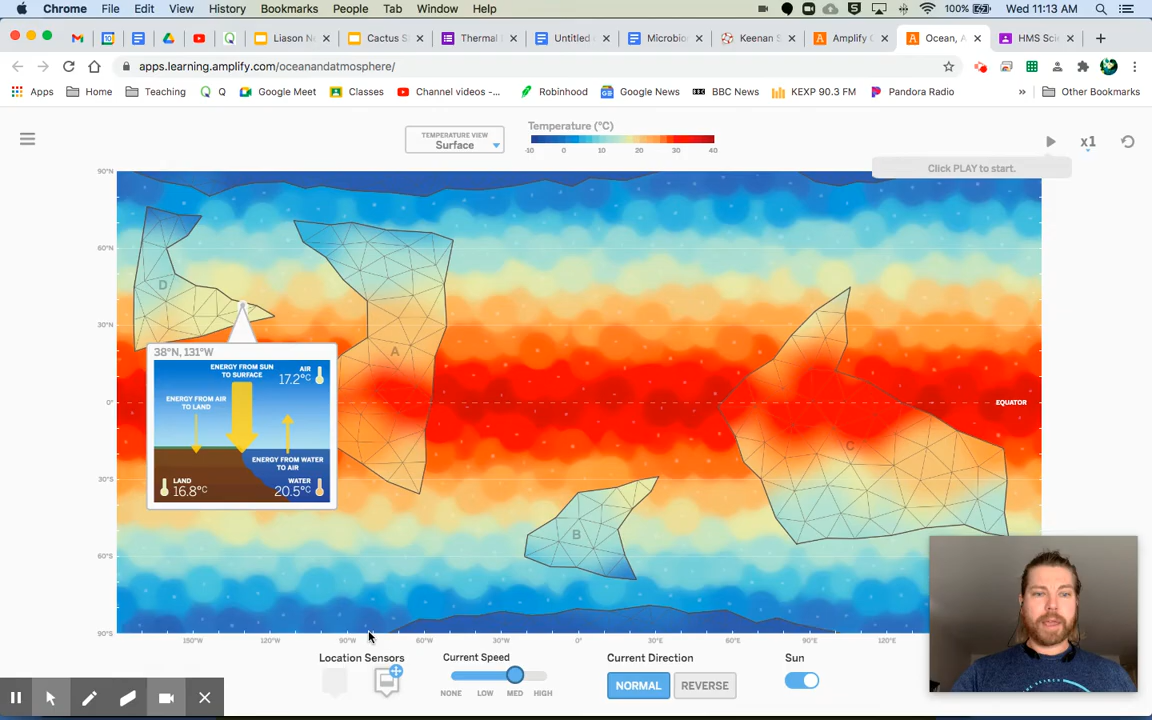 Chrome File Edit View History Bookmarks People Tab Window Help 100% Wed 11:13 AM
Liason No Cactus S Thermal Untitled Microbio Keenan S Amplify C Ocean, A HMS Sci
apps.learning.amplify.com/oceanandatmosphere/
Apps Home Teaching Q Google Meet Classes Channel videos -... Robinhood Google News BBC News KEXP 90.3 FM Pandora Radio » Other Bookmarks
TEMPERATURE VIEW
Surface
Temperature (°C)
-10 0 10 20 30 40
x1
Click PLAY to start.
90°N
60°N
30°N
0°
30°S
60°S
90°S
D
A
B
C
EQUATOR
38°N, 131°W
ENERGY FROM SUN
TO SURFACE
AIR
17.2°C
ENERGY FROM AIR
TO LAND
ENERGY FROM WATER
TO AIR
LAND
16.8°C
WATER
20.5°C
150°W 120°W 90°W 60°W 30°W 0° 30°E 60°E 90°E 120°E
Location Sensors
Current Speed
NONE LOW MED HIGH
Current Direction
NORMAL REVERSE
Sun